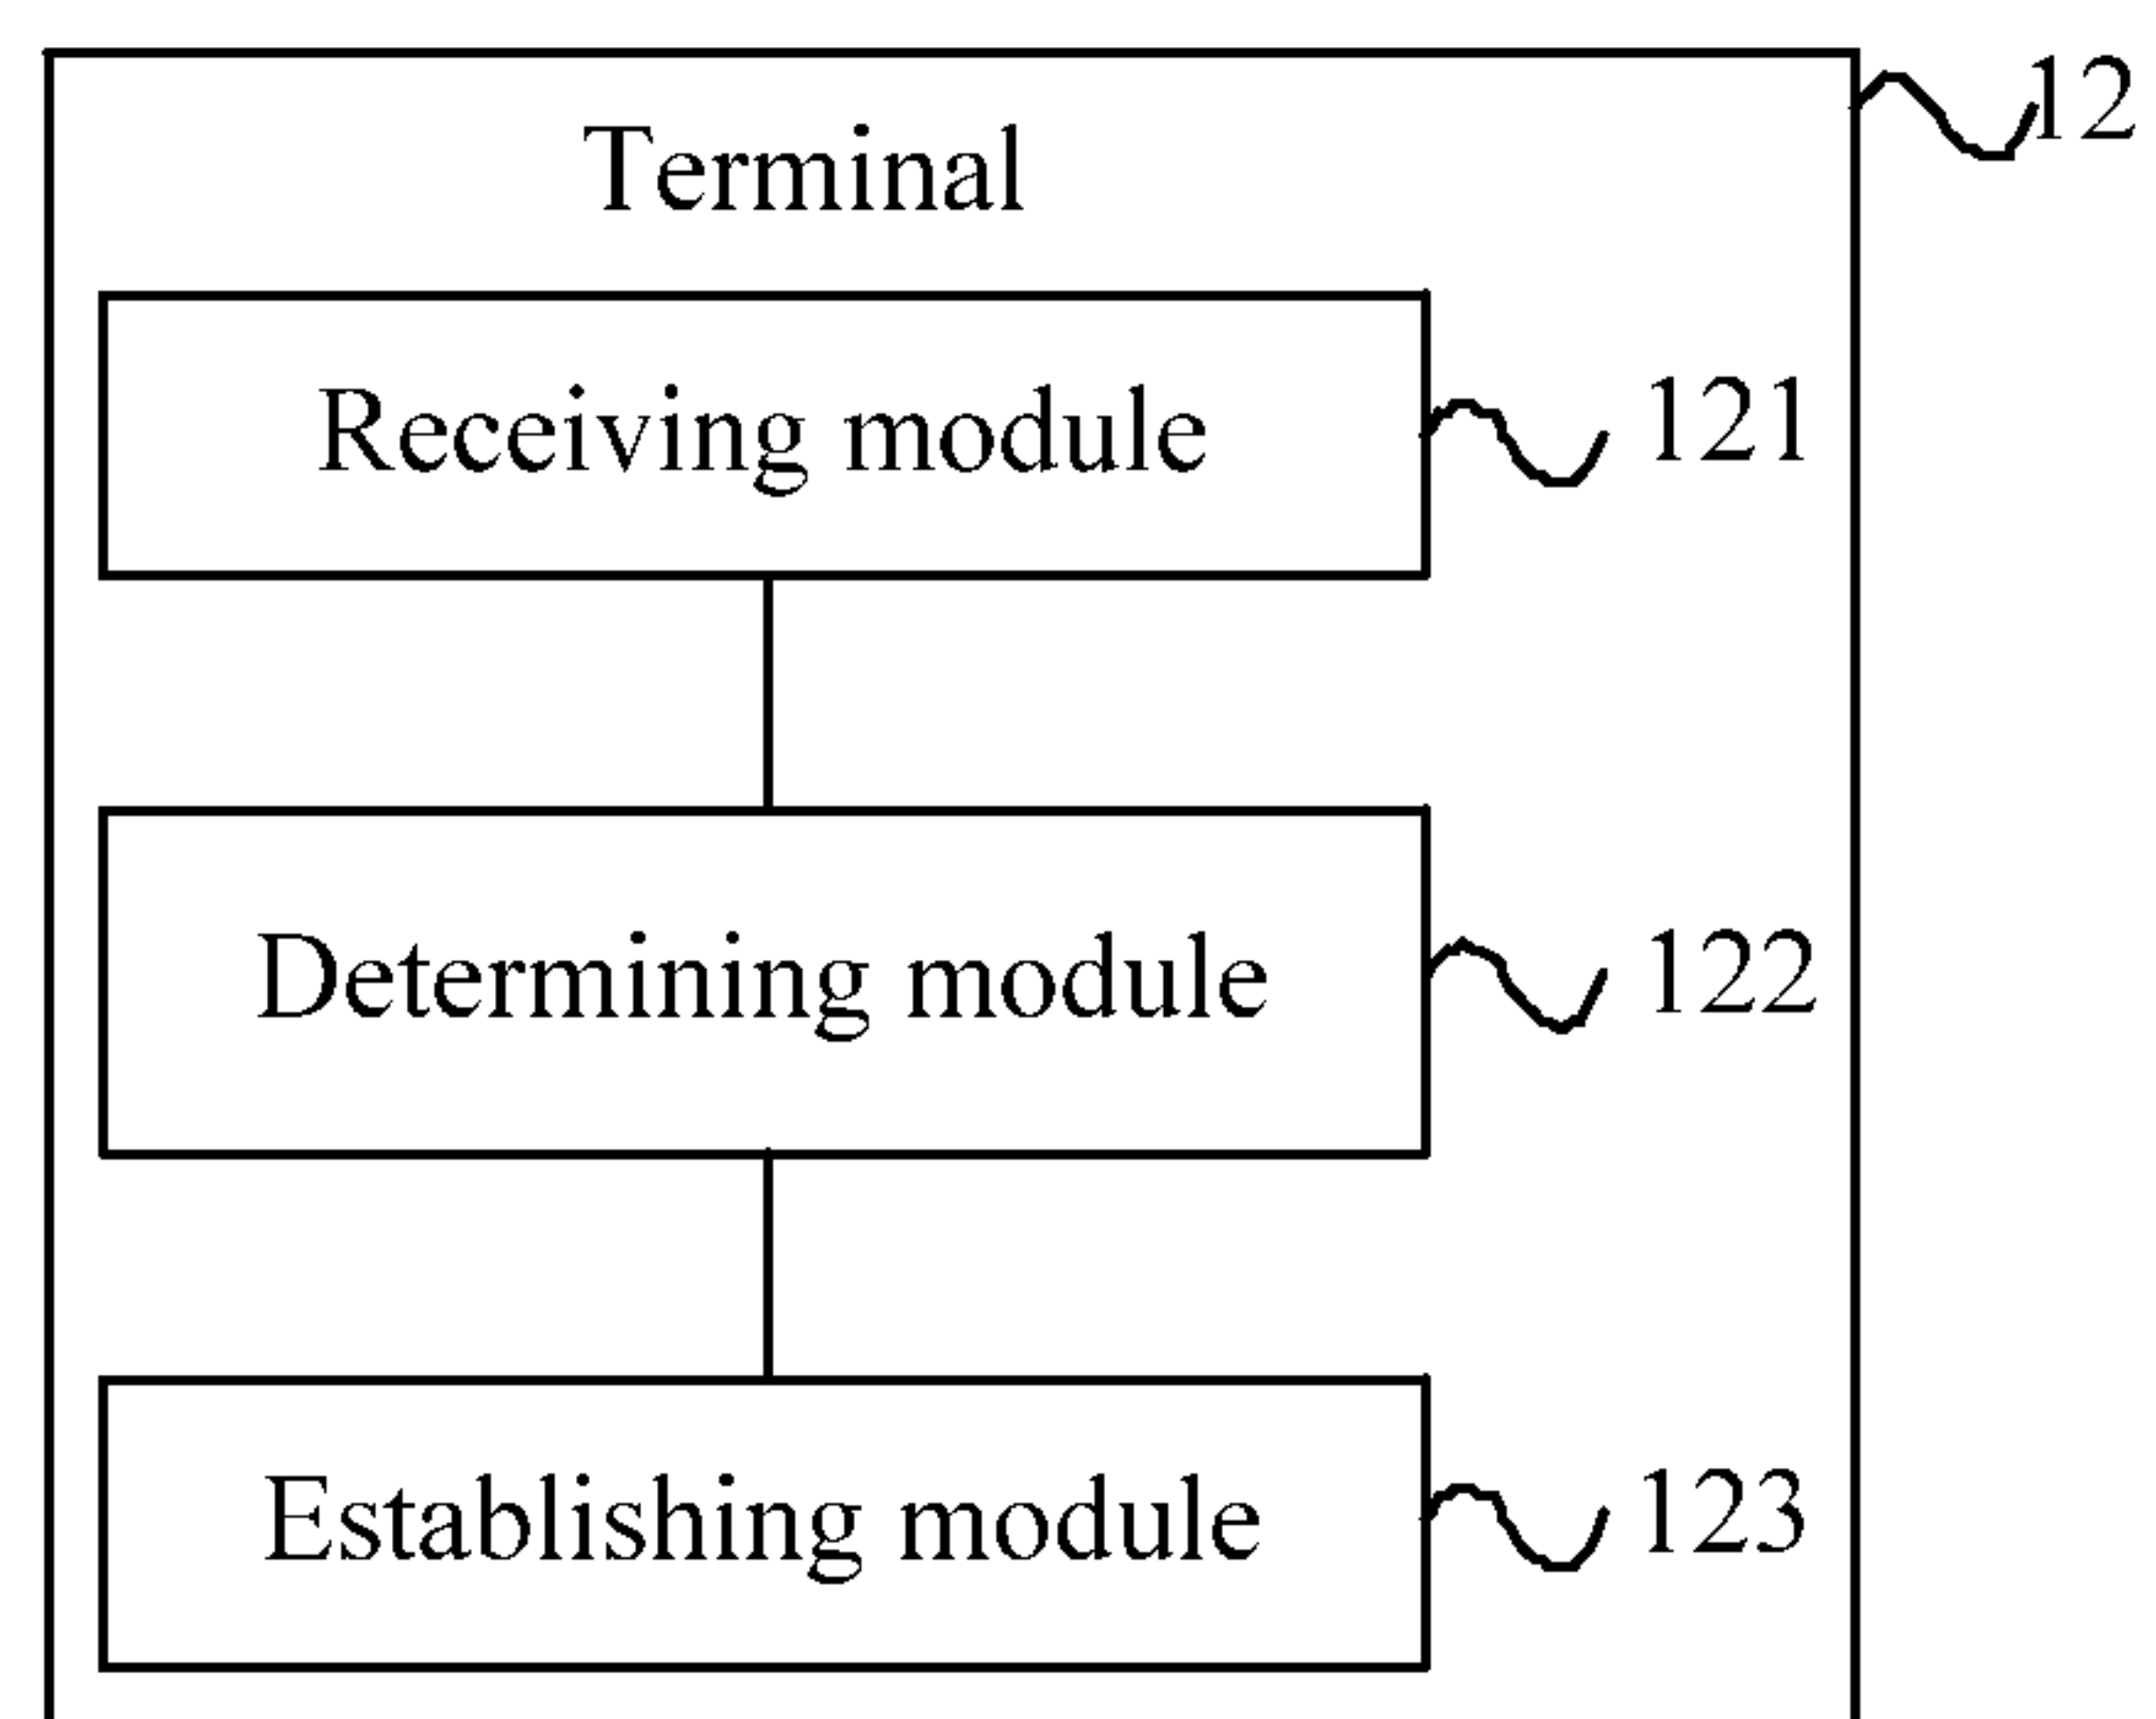 Terminal 12
Receiving module 121
Determining module 122
Establishing module 123